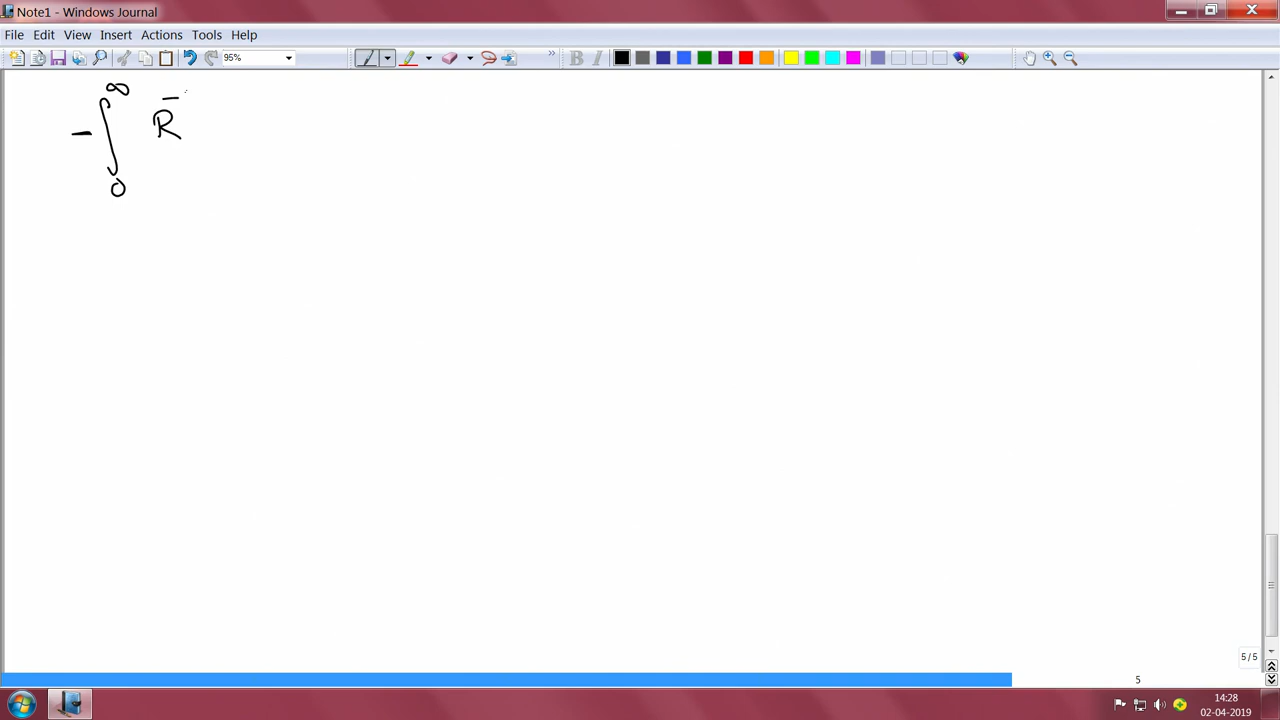 Note1 - Windows Journal
File Edit View Insert Actions Tools Help
95%
B I
∞
- ∫ R̄
0
5 / 5
5
14:28
02-04-2019